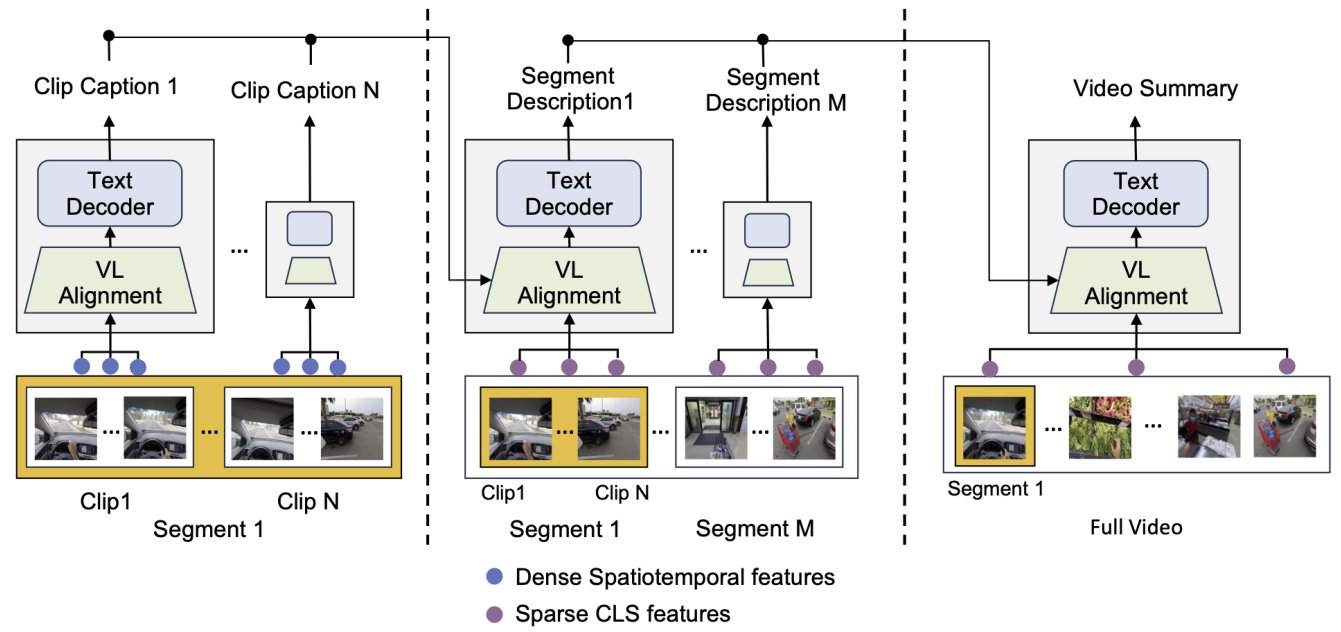 Clip Caption 1
Clip Caption N
Text
Decoder
VL
Alignment
...
...
...
...
Clip1
Clip N
Segment 1
Segment
Description1
Segment
Description M
Text
Decoder
VL
Alignment
...
...
...
...
Clip1
Clip N
Segment 1
Segment M
Video Summary
Text
Decoder
VL
Alignment
...
...
Segment 1
Full Video
Dense Spatiotemporal features
Sparse CLS features